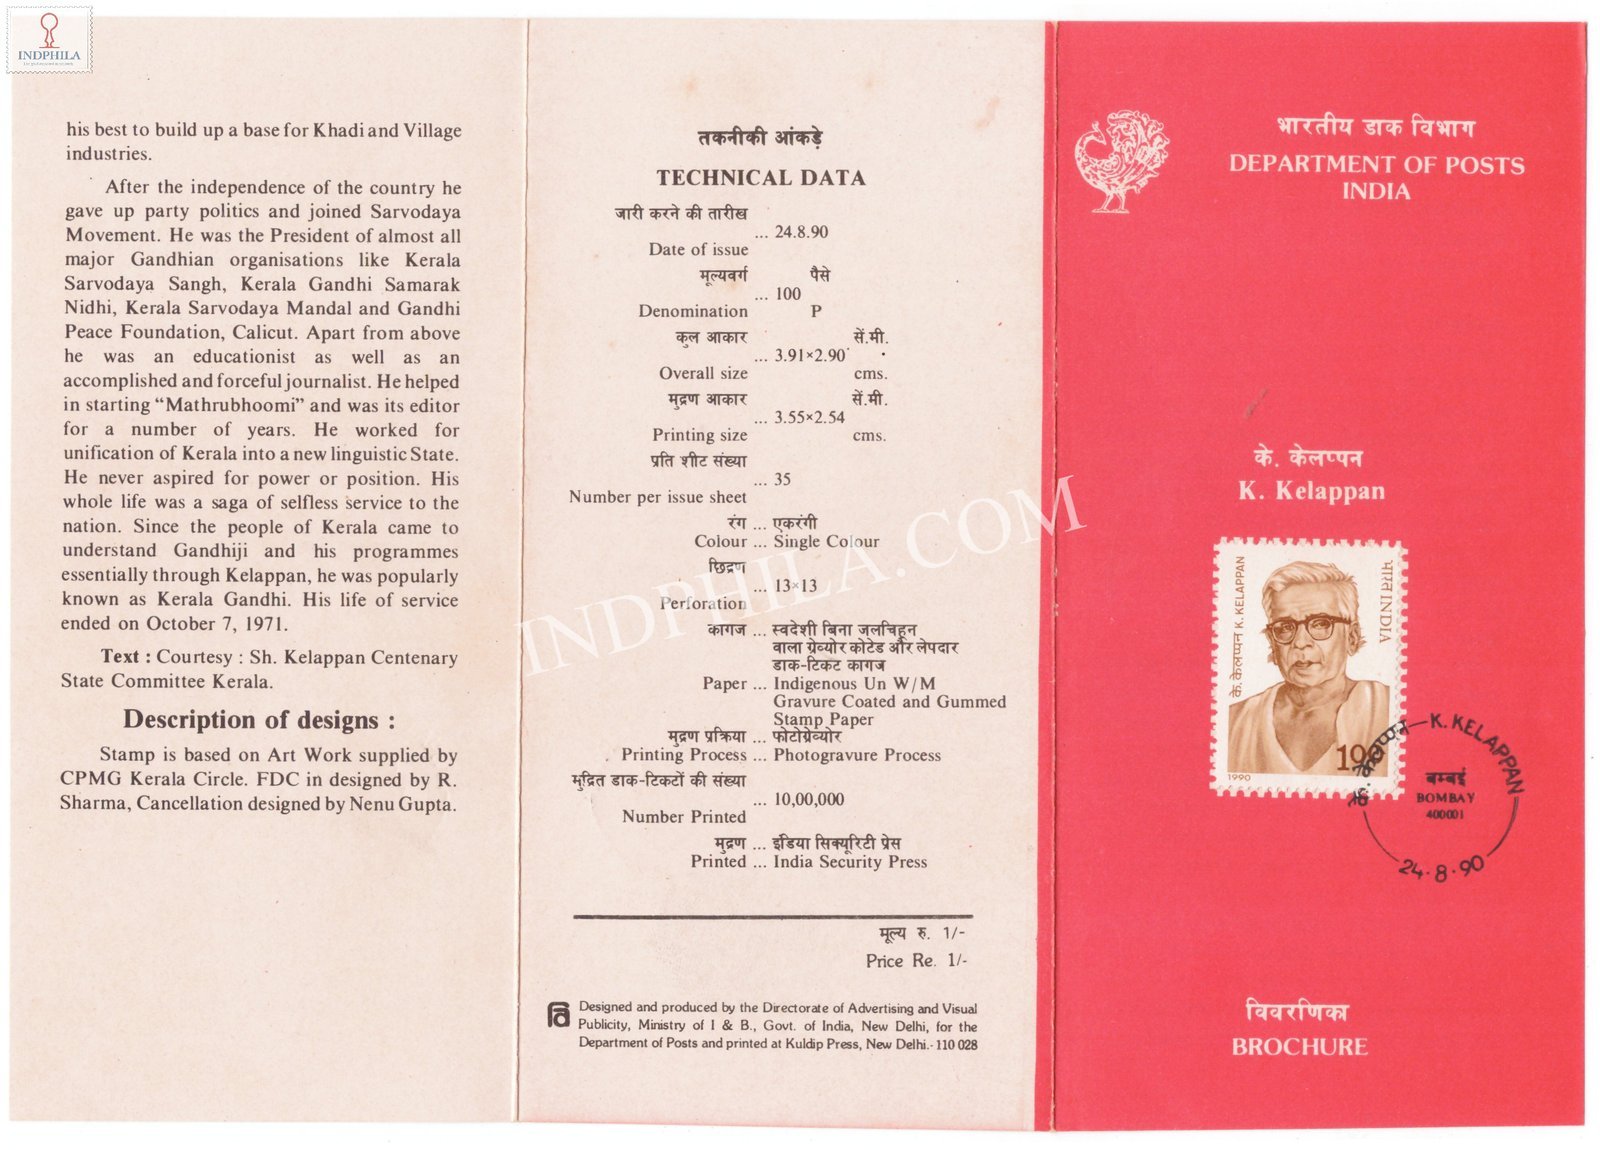 INDPHILA
his best to build up a base for Khadi and Village
industries.
After the independence of the country he
gave up party politics and joined Sarvodaya
Movement. He was the President of almost all
major Gandhian organisations like Kerala
Sarvodaya Sangh, Kerala Gandhi Samarak
Nidhi, Kerala Sarvodaya Mandal and Gandhi
Peace Foundation, Calicut. Apart from above
he was an educationist as well as an
accomplished and forceful journalist. He helped
in starting “Mathrubhoomi” and was its editor
for a number of years. He worked for
unification of Kerala into a new linguistic State.
He never aspired for power or position. His
whole life was a saga of selfless service to the
nation. Since the people of Kerala came to
understand Gandhiji and his programmes
essentially through Kelappan, he was popularly
known as Kerala Gandhi. His life of service
ended on October 7, 1971.
Text : Courtesy : Sh. Kelappan Centenary
State Committee Kerala.
Description of designs :
Stamp is based on Art Work supplied by
CPMG Kerala Circle. FDC in designed by R.
Sharma, Cancellation designed by Nenu Gupta.
तकनीकी आंकड़े
TECHNICAL DATA
जारी करने की तारीख
... 24.8.90
Date of issue
मूल्यवर्ग पैसे
... 100
Denomination P
कुल आकार सें.मी.
... 3.91×2.90
Overall size cms.
मुद्रण आकार सें.मी.
... 3.55×2.54
Printing size cms.
प्रति शीट संख्या
... 35
Number per issue sheet
रंग ... एकरंगी
Colour ... Single Colour
छिद्रण
... 13×13
Perforation
कागज ... स्वदेशी बिना जलचिह्न
वाला ग्रेव्योर कोटेड और लेपदार
डाक-टिकट कागज
Paper ... Indigenous Un W/M
Gravure Coated and Gummed
Stamp Paper
मुद्रण प्रक्रिया ... फोटोग्रेव्योर
Printing Process ... Photogravure Process
मुद्रित डाक-टिकटों की संख्या
... 10,00,000
Number Printed
मुद्रण ... इंडिया सिक्यूरिटी प्रेस
Printed ... India Security Press
मूल्य रु. 1/-
Price Re. 1/-
Designed and produced by the Directorate of Advertising and Visual
Publicity, Ministry of I & B., Govt. of India, New Delhi, for the
Department of Posts and printed at Kuldip Press, New Delhi.- 110 028
INDPHILA.COM
भारतीय डाक विभाग
DEPARTMENT OF POSTS
INDIA
के. केलप्पन
K. Kelappan
के. केलप्पन K. KELAPPAN
भारत INDIA
100
1990
के. केलप्पन — K. KELAPPAN
बम्बई
BOMBAY
400001
24.8.90
विवरणिका
BROCHURE